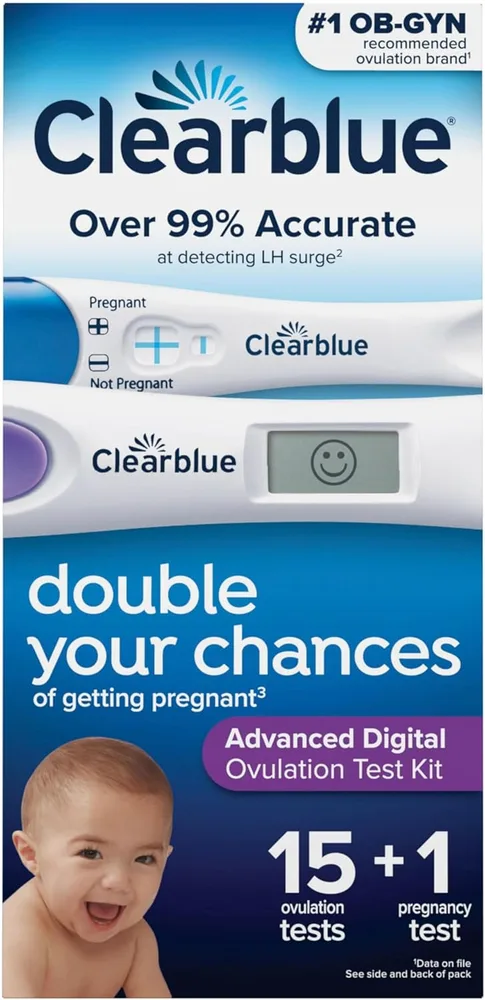 #1 OB-GYN
recommended
ovulation brand¹
Clearblue®
Over 99% Accurate
at detecting LH surge²
Pregnant
Clearblue
Not Pregnant
Clearblue
double
your chances
of getting pregnant³
Advanced Digital
Ovulation Test Kit
15 + 1
ovulation pregnancy
tests test
¹Data on file
See side and back of pack